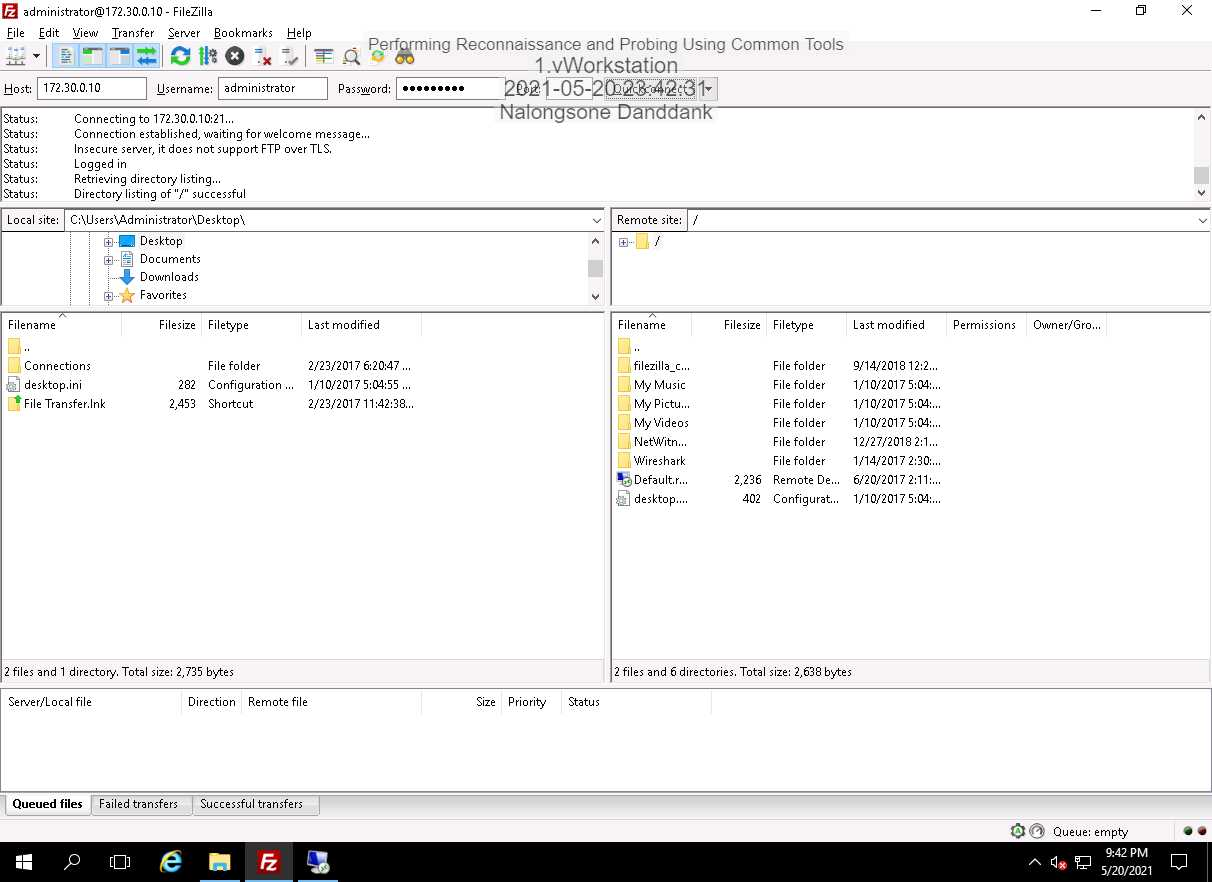 administrator@172.30.0.10 - FileZilla
File Edit View Transfer Server Bookmarks Help
Performing Reconnaissance and Probing Using Common Tools
1.vWorkstation
2021-05-20 23:42:31
Nalongsone Danddank
Host: 172.30.0.10 Username: administrator Password: ●●●●●●●●● Port: Quickconnect
Status: Connecting to 172.30.0.10:21...
Status: Connection established, waiting for welcome message...
Status: Insecure server, it does not support FTP over TLS.
Status: Logged in
Status: Retrieving directory listing...
Status: Directory listing of "/" successful
Local site: C:\Users\Administrator\Desktop\
Desktop
Documents
Downloads
Favorites
Remote site: /
/
Filename Filesize Filetype Last modified
..
Connections File folder 2/23/2017 6:20:47 ...
desktop.ini 282 Configuration ... 1/10/2017 5:04:55 ...
File Transfer.lnk 2,453 Shortcut 2/23/2017 11:42:38...
2 files and 1 directory. Total size: 2,735 bytes
Filename Filesize Filetype Last modified Permissions Owner/Gro...
..
filezilla_c... File folder 9/14/2018 12:2...
My Music File folder 1/10/2017 5:04:...
My Pictu... File folder 1/10/2017 5:04:...
My Videos File folder 1/10/2017 5:04:...
NetWitn... File folder 12/27/2018 2:1...
Wireshark File folder 1/14/2017 2:30:...
Default.r... 2,236 Remote De... 6/20/2017 2:11:...
desktop.... 402 Configurat... 1/10/2017 5:04:...
2 files and 6 directories. Total size: 2,638 bytes
Server/Local file Direction Remote file Size Priority Status
Queued files Failed transfers Successful transfers
Queue: empty
9:42 PM
5/20/2021